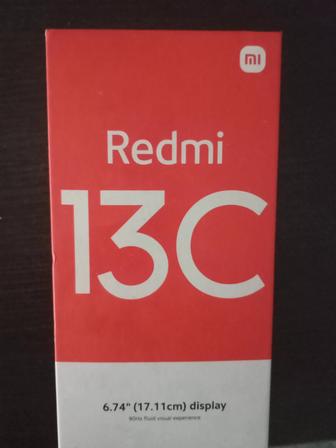 mi
Redmi
13C
6.74" (17.11cm) display
90Hz fluid visual experience